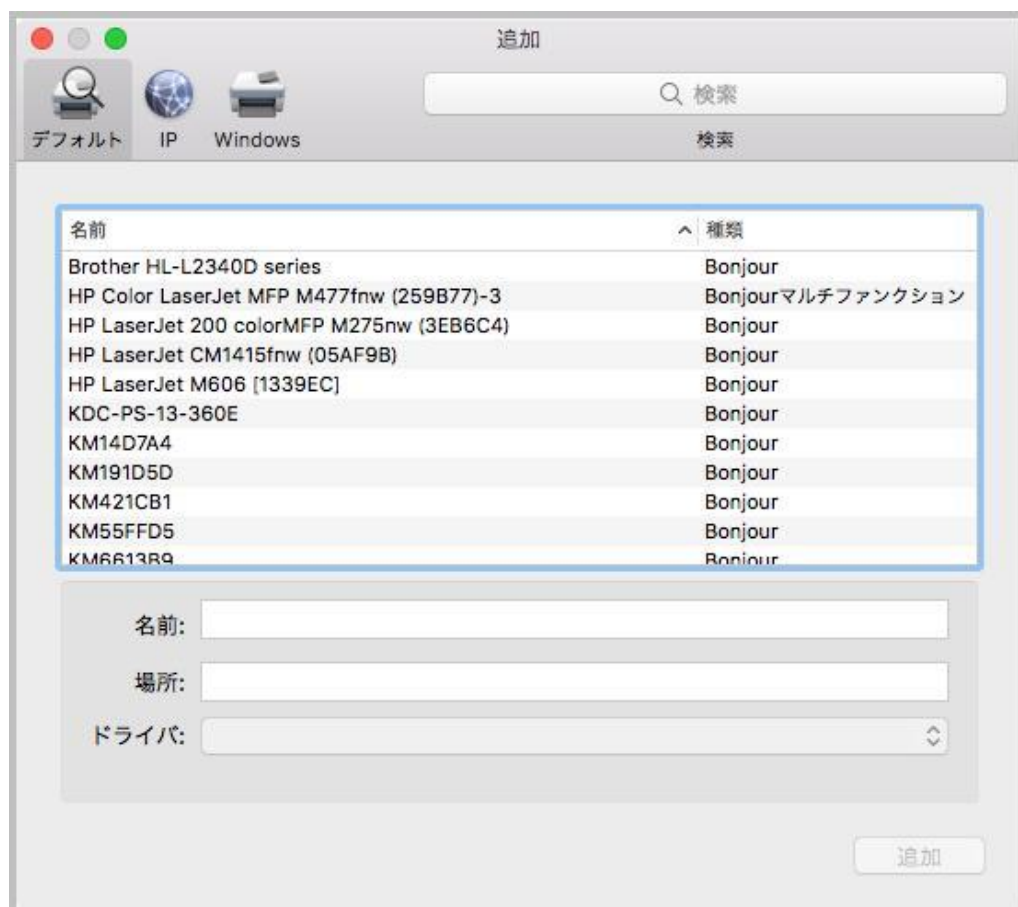 追加
検索
デフォルト IP Windows 検索
名前 種類
Brother HL-L2340D series Bonjour
HP Color LaserJet MFP M477fnw (259B77)-3 Bonjourマルチファンクション
HP LaserJet 200 colorMFP M275nw (3EB6C4) Bonjour
HP LaserJet CM1415fnw (05AF9B) Bonjour
HP LaserJet M606 [1339EC] Bonjour
KDC-PS-13-360E Bonjour
KM14D7A4 Bonjour
KM191D5D Bonjour
KM421CB1 Bonjour
KM55FFD5 Bonjour
KM6613B9 Bonjour
名前:
場所:
ドライバ:
追加